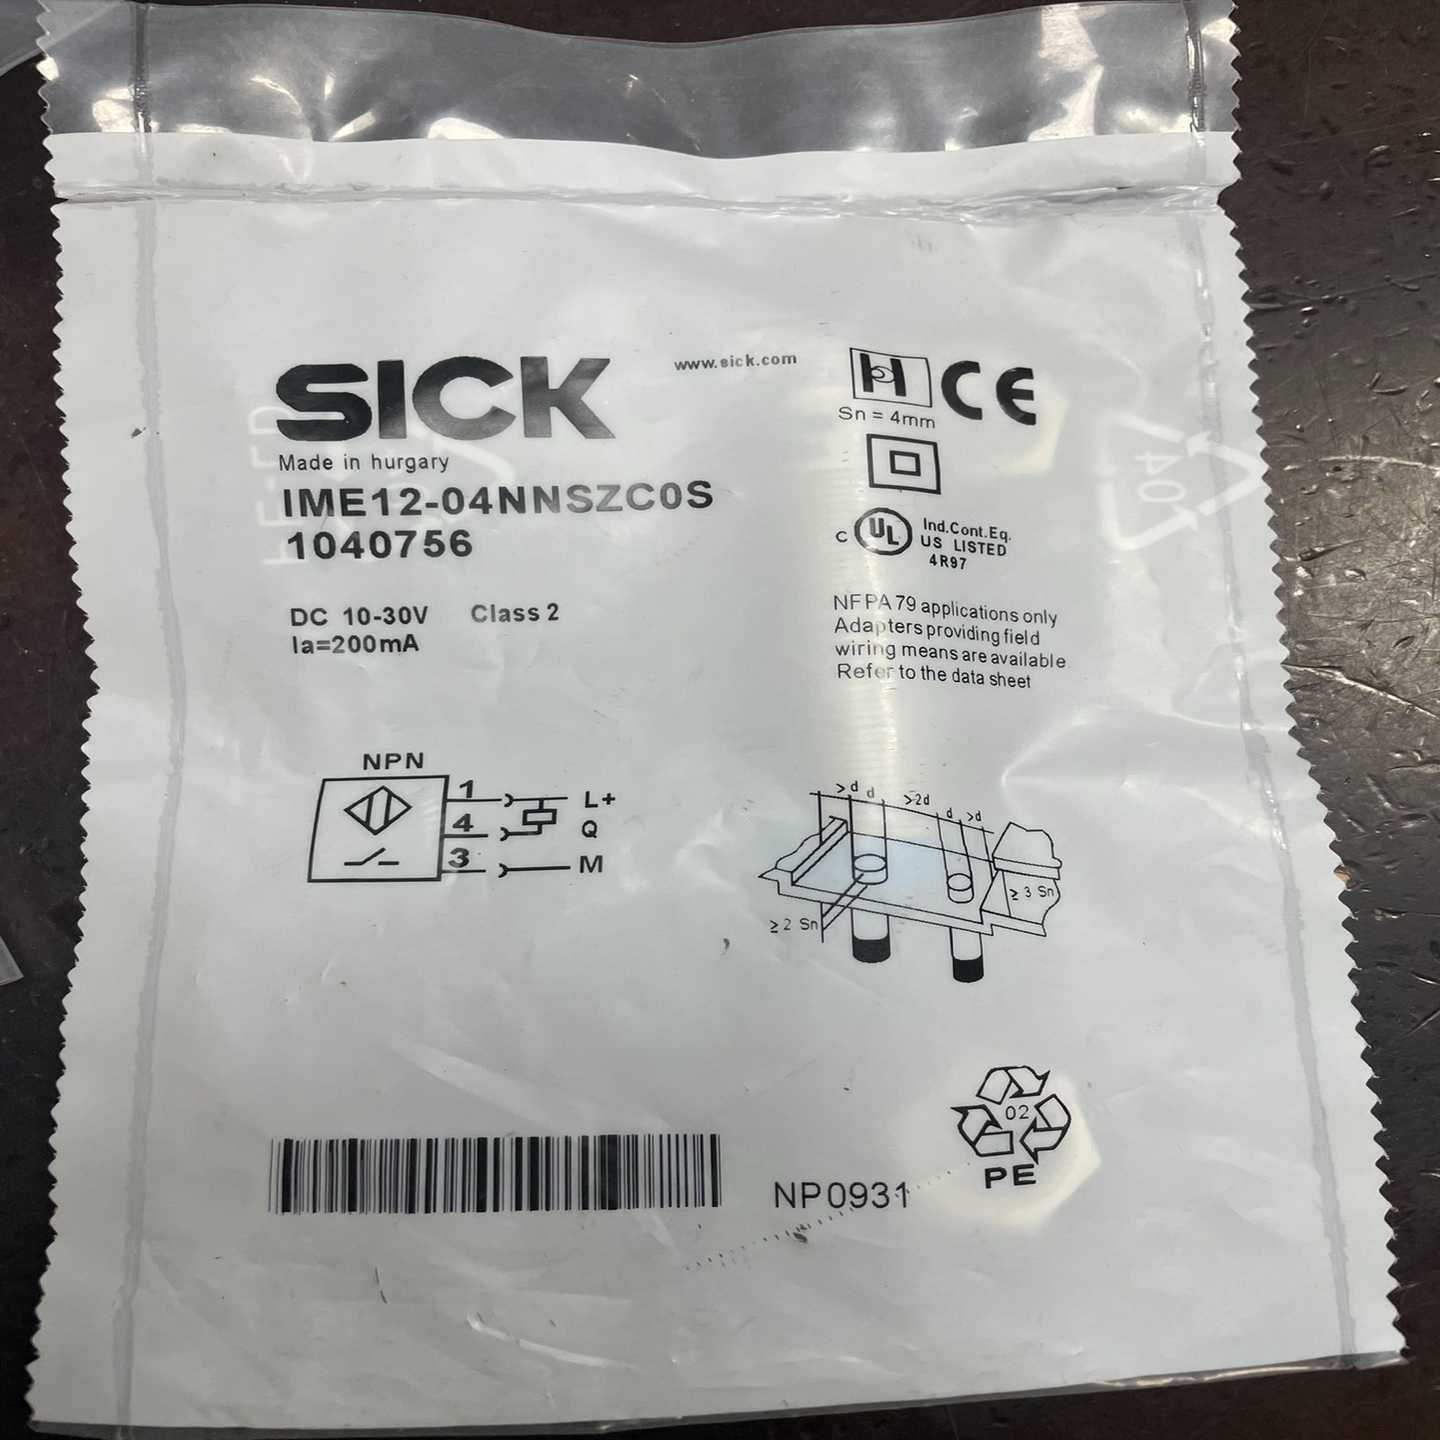 SICK
www.sick.com
Made in hurgary
IME12-04NNSZC0S
1040756
DC 10-30V Class 2
Ia=200mA
H
CE
Sn = 4mm
c UL Ind.Cont.Eq.
US LISTED
4R97
NFPA 79 applications only
Adapters providing field
wiring means are available
Refer to the data sheet
NPN
1 L+
4 Q
3 M
>d d >2d d >d
≥ 3 Sn
≥ 2 Sn
02
PE
NP0931